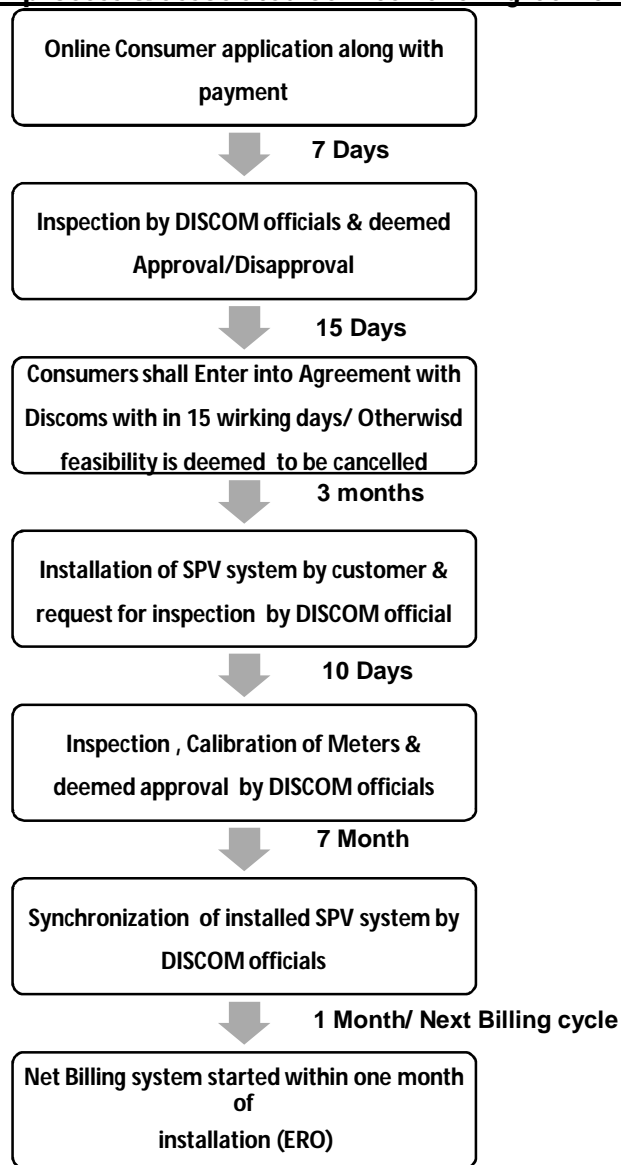 Online Consumer application along with
payment
7 Days
Inspection by DISCOM officials & deemed
Approval/Disapproval
15 Days
Consumers shall Enter into Agreement with
Discoms with in 15 wirking days/ Otherwisd
feasibility is deemed to be cancelled
3 months
Installation of SPV system by customer &
request for inspection by DISCOM official
10 Days
Inspection , Calibration of Meters &
deemed approval by DISCOM officials
7 Month
Synchronization of installed SPV system by
DISCOM officials
1 Month/ Next Billing cycle
Net Billing system started within one month
of
installation (ERO)